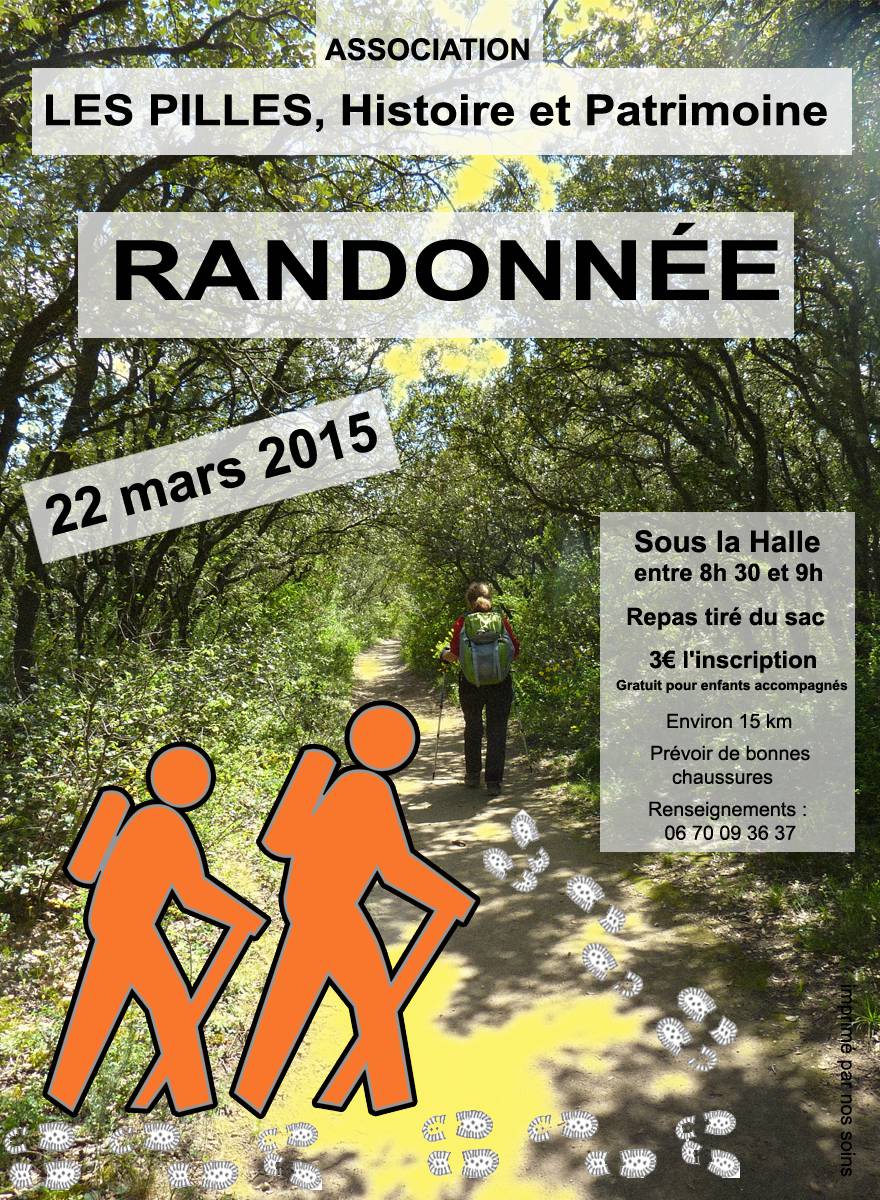 ASSOCIATION
LES PILLES, Histoire et Patrimoine
RANDONNÉE
22 mars 2015
Sous la Halle
entre 8h 30 et 9h
Repas tiré du sac
3€ l'inscription
Gratuit pour enfants accompagnés
Environ 15 km
Prévoir de bonnes
chaussures
Renseignements :
06 70 09 36 37
imprimé par nos soins